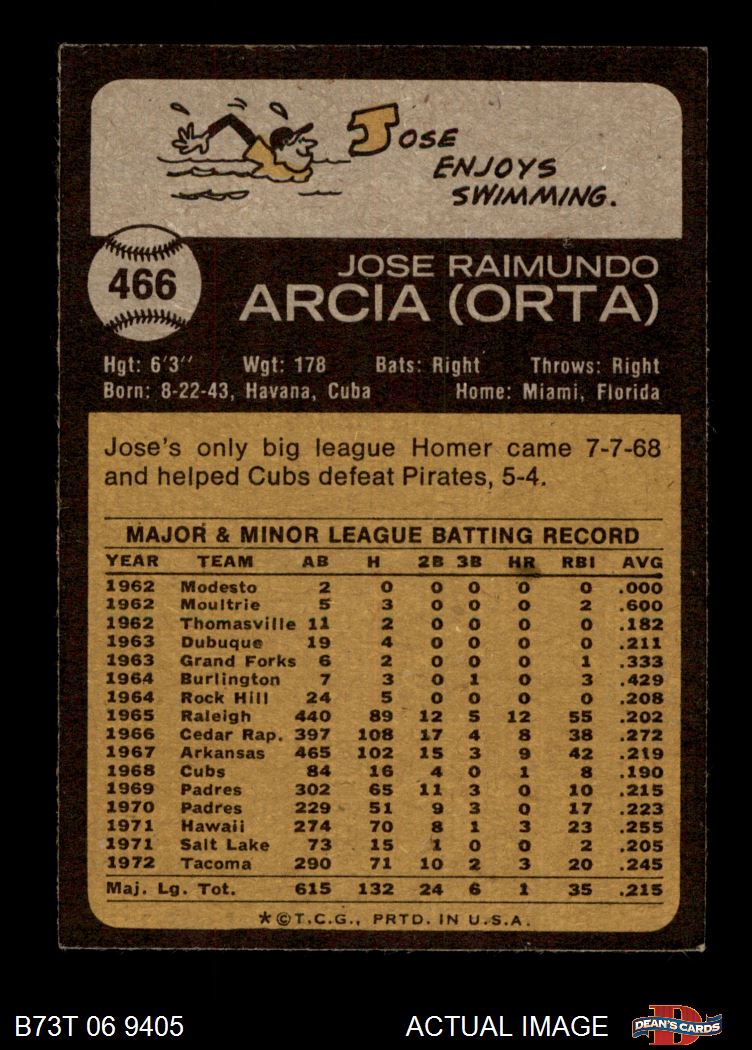 JOSE
ENJOYS
SWIMMING.
466
JOSE RAIMUNDO
ARCIA (ORTA)
Hgt: 6'3" Wgt: 178 Bats: Right Throws: Right
Born: 8-22-43, Havana, Cuba Home: Miami, Florida
Jose's only big league Homer came 7-7-68
and helped Cubs defeat Pirates, 5-4.
MAJOR & MINOR LEAGUE BATTING RECORD
YEAR TEAM AB H 2B 3B HR RBI AVG
1962 Modesto 2 0 0 0 0 0 .000
1962 Moultrie 5 3 0 0 0 2 .600
1962 Thomasville 11 2 0 0 0 0 .182
1963 Dubuque 19 4 0 0 0 0 .211
1963 Grand Forks 6 2 0 0 0 1 .333
1964 Burlington 7 3 0 1 0 3 .429
1964 Rock Hill 24 5 0 0 0 0 .208
1965 Raleigh 440 89 12 5 12 55 .202
1966 Cedar Rap. 397 108 17 4 8 38 .272
1967 Arkansas 465 102 15 3 9 42 .219
1968 Cubs 84 16 4 0 1 8 .190
1969 Padres 302 65 11 3 0 10 .215
1970 Padres 229 51 9 3 0 17 .223
1971 Hawaii 274 70 8 1 3 23 .255
1971 Salt Lake 73 15 1 0 0 2 .205
1972 Tacoma 290 71 10 2 3 20 .245
Maj. Lg. Tot. 615 132 24 6 1 35 .215
*©T.C.G., PRTD. IN U.S.A.
B73T 06 9405 ACTUAL IMAGE
D
DEAN'S CARDS